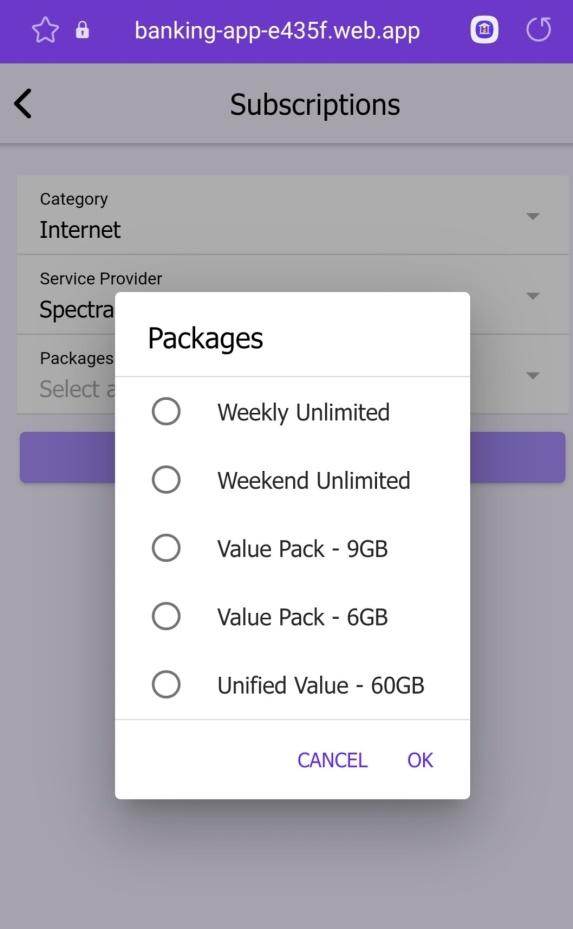 banking-app-e435f.web.app
Subscriptions
Category
Internet
Service Provider
Spectra
Packages
Select a
Packages
Weekly Unlimited
Weekend Unlimited
Value Pack - 9GB
Value Pack - 6GB
Unified Value - 60GB
CANCEL OK